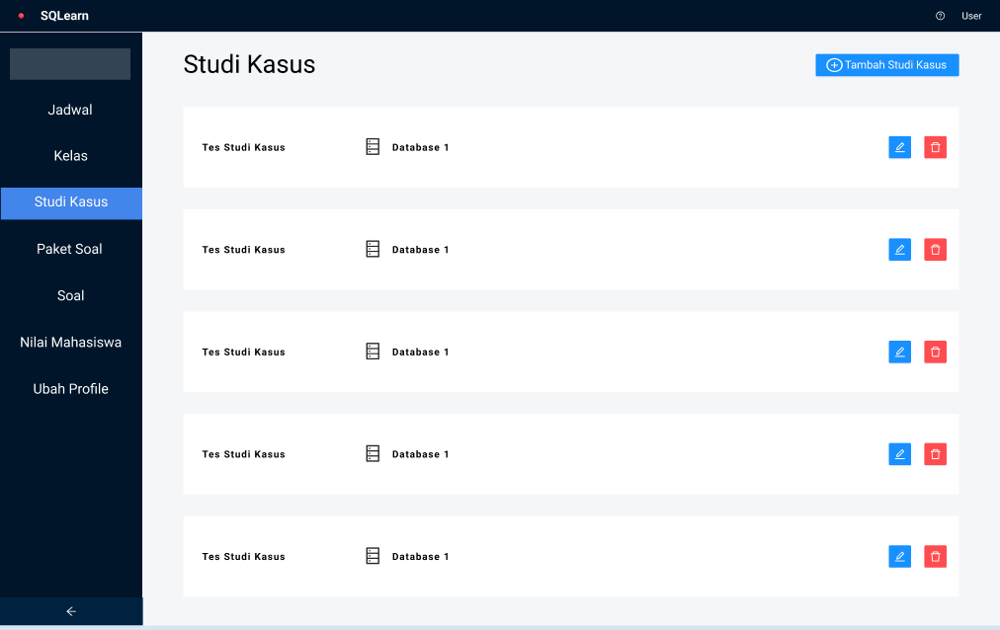 SQLearn
User
Jadwal
Kelas
Studi Kasus
Paket Soal
Soal
Nilai Mahasiswa
Ubah Profile
Studi Kasus
Tambah Studi Kasus
Tes Studi Kasus Database 1
Tes Studi Kasus Database 1
Tes Studi Kasus Database 1
Tes Studi Kasus Database 1
Tes Studi Kasus Database 1